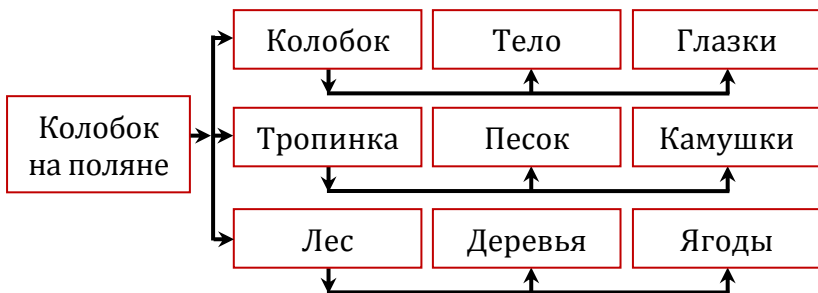 Колобок
на поляне
Колобок
Тело
Глазки
Тропинка
Песок
Камушки
Лес
Деревья
Ягоды